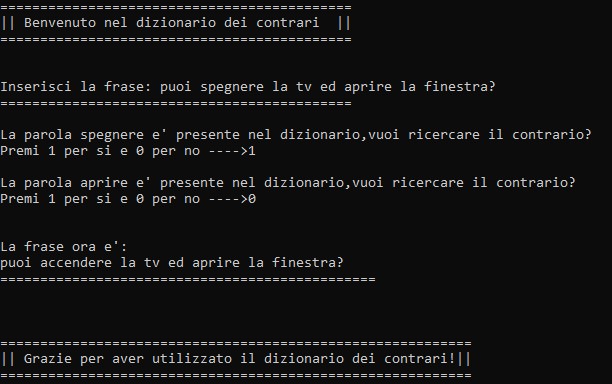 ============================================
|| Benvenuto nel dizionario dei contrari  ||
============================================
Inserisci la frase: puoi spegnere la tv ed aprire la finestra?
============================================
La parola spegnere e' presente nel dizionario,vuoi ricercare il contrario?
Premi 1 per si e 0 per no ---->1
La parola aprire e' presente nel dizionario,vuoi ricercare il contrario?
Premi 1 per si e 0 per no ---->0
La frase ora e':
puoi accendere la tv ed aprire la finestra?
===============================================
===========================================================
|| Grazie per aver utilizzato il dizionario dei contrari!||
===========================================================